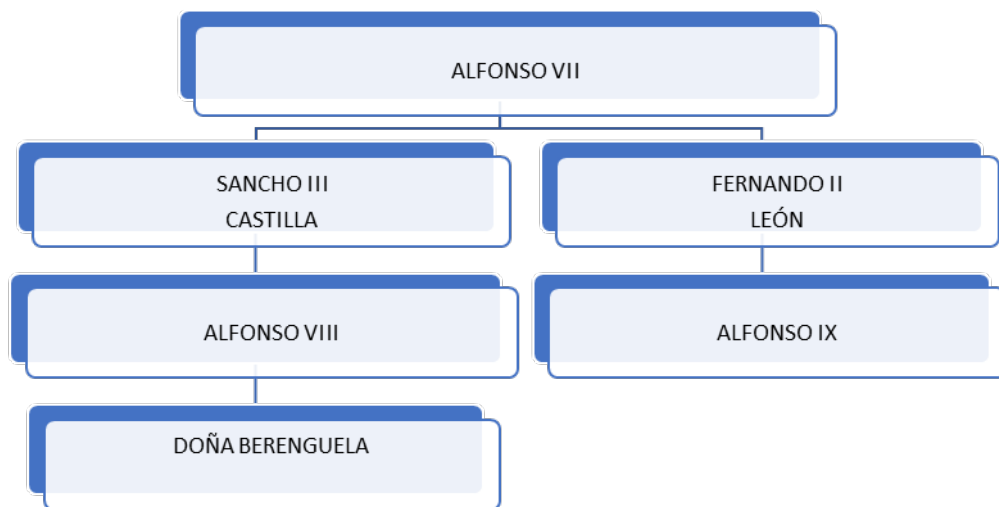 ALFONSO VII
SANCHO III
CASTILLA
FERNANDO II
LEÓN
ALFONSO VIII
ALFONSO IX
DOÑA BERENGUELA